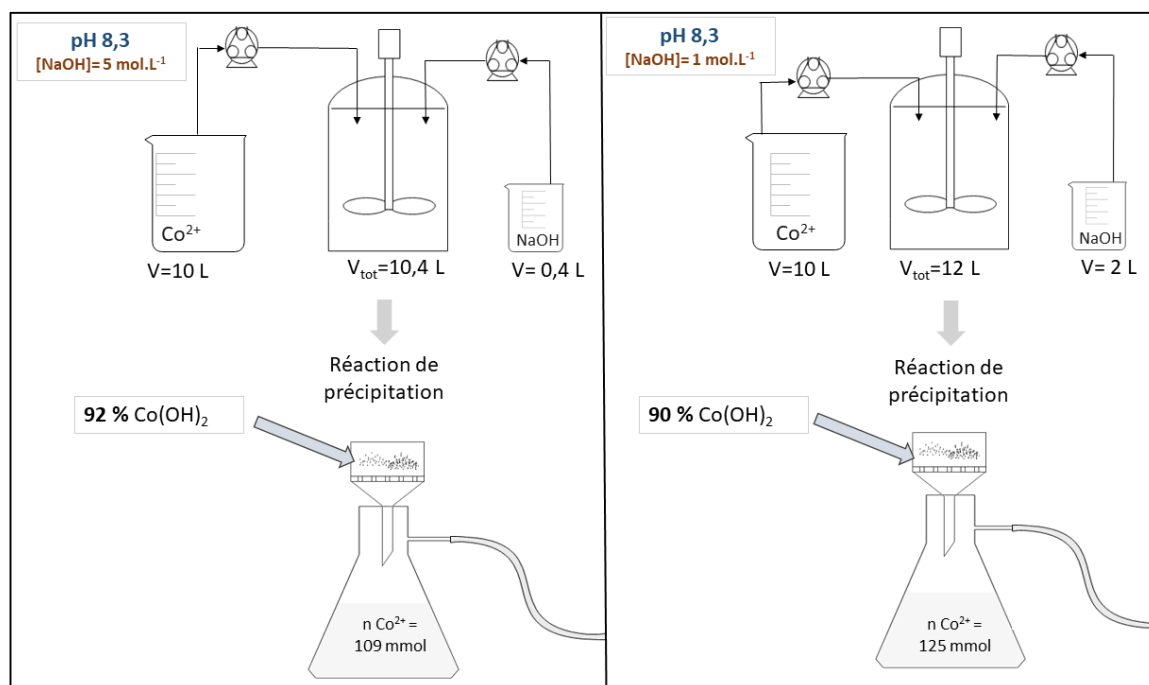 pH 8,3
[NaOH]= 5 mol.L⁻¹
Co²⁺
NaOH
V=10 L
Vₜₒₜ=10,4 L
V= 0,4 L
Réaction de
précipitation
92 % Co(OH)₂
n Co²⁺ =
109 mmol
pH 8,3
[NaOH]= 1 mol.L⁻¹
Co²⁺
NaOH
V=10 L
Vₜₒₜ=12 L
V= 2 L
Réaction de
précipitation
90 % Co(OH)₂
n Co²⁺ =
125 mmol